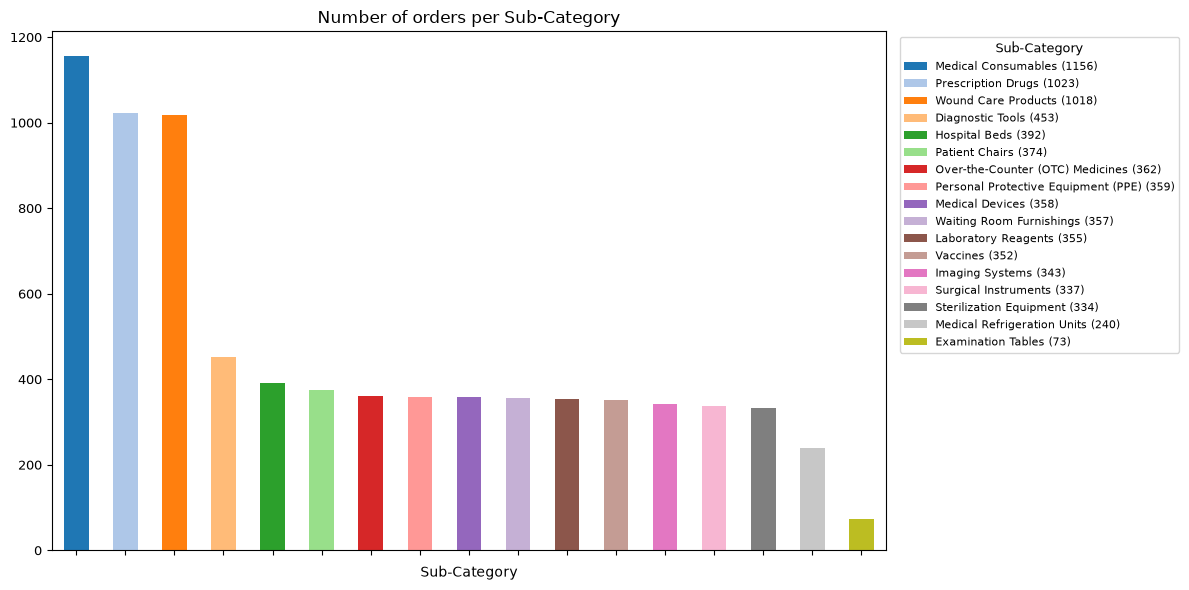 Number of orders per Sub-Category
1200
1000
800
600
400
200
0
Sub-Category
Sub-Category
Medical Consumables (1156)
Prescription Drugs (1023)
Wound Care Products (1018)
Diagnostic Tools (453)
Hospital Beds (392)
Patient Chairs (374)
Over-the-Counter (OTC) Medicines (362)
Personal Protective Equipment (PPE) (359)
Medical Devices (358)
Waiting Room Furnishings (357)
Laboratory Reagents (355)
Vaccines (352)
Imaging Systems (343)
Surgical Instruments (337)
Sterilization Equipment (334)
Medical Refrigeration Units (240)
Examination Tables (73)